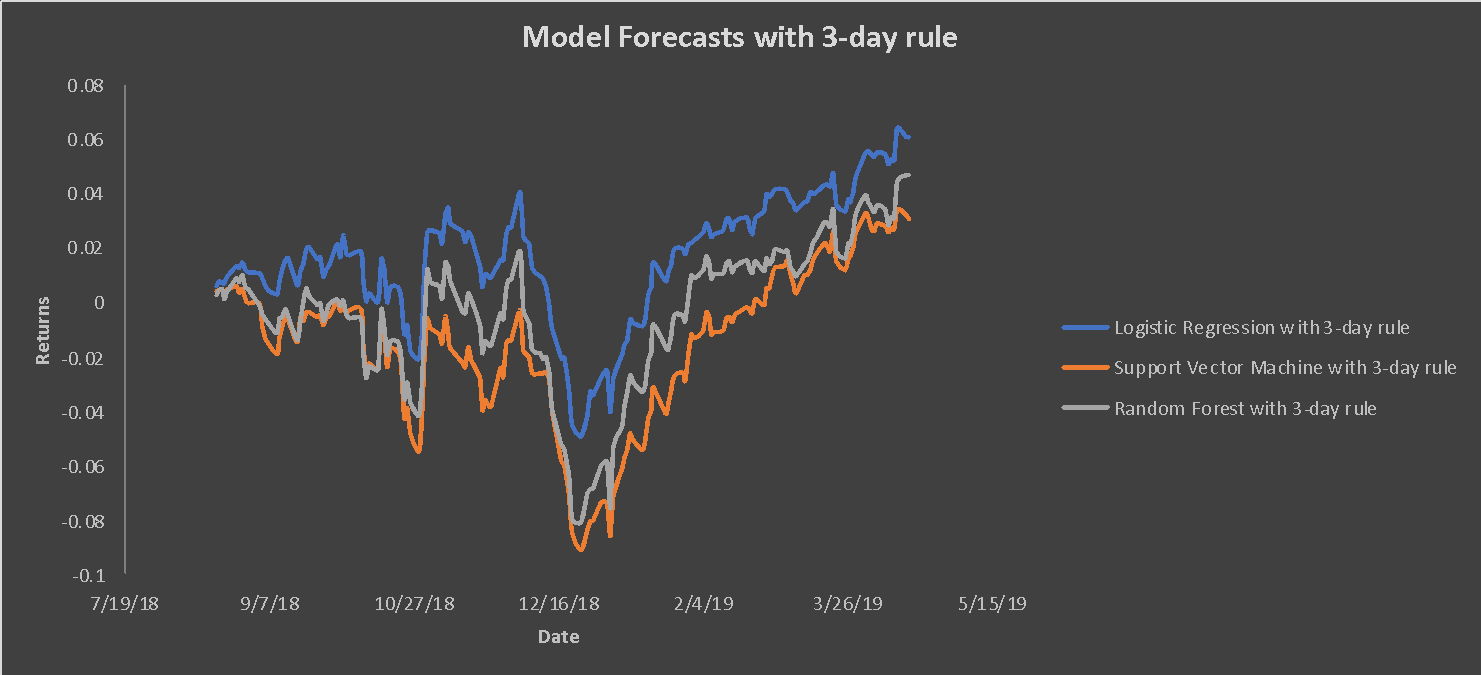 Model Forecasts with 3-day rule
0.08
0.06
0.04
0.02
0
-0.02
-0.04
-0.06
-0.08
-0.1
Returns
7/19/18 9/7/18 10/27/18 12/16/18 2/4/19 3/26/19 5/15/19
Date
Logistic Regression with 3-day rule
Support Vector Machine with 3-day rule
Random Forest with 3-day rule